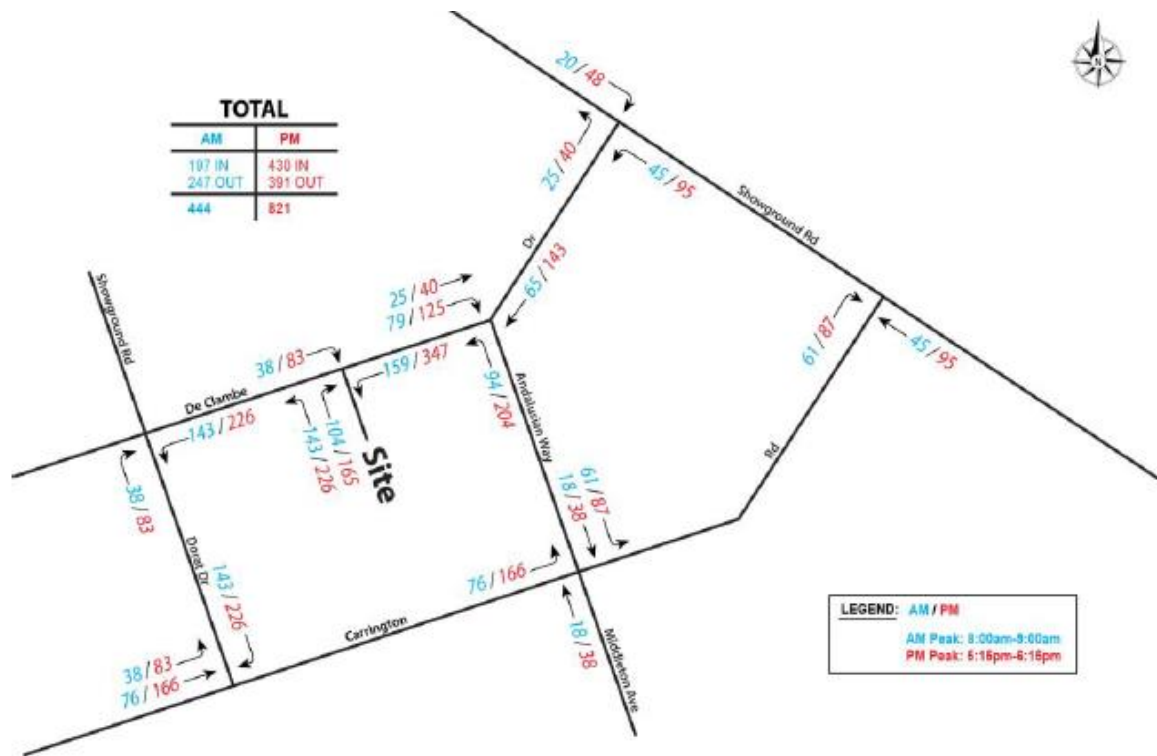 20 / 48
N
TOTAL
AM PM
197 IN 430 IN
247 OUT 391 OUT
444 821
25 / 40
45 / 95
Showground Rd
Dr
65 / 143
Showground Rd
25 / 40
79 / 125
38 / 83
159 / 347
61 / 87
45 / 95
De Clambe
94 / 204
Andalusian Way
143 / 226
104 / 165
143 / 226
Site
Rd
38 / 83
61 / 87
18 / 38
Dorat Dr
143 / 226
76 / 166
Carrington
LEGEND: AM / PM
AM Peak: 8:00am-9:00am
PM Peak: 5:15pm-6:15pm
18 / 38
Middleton Ave
38 / 83
76 / 166